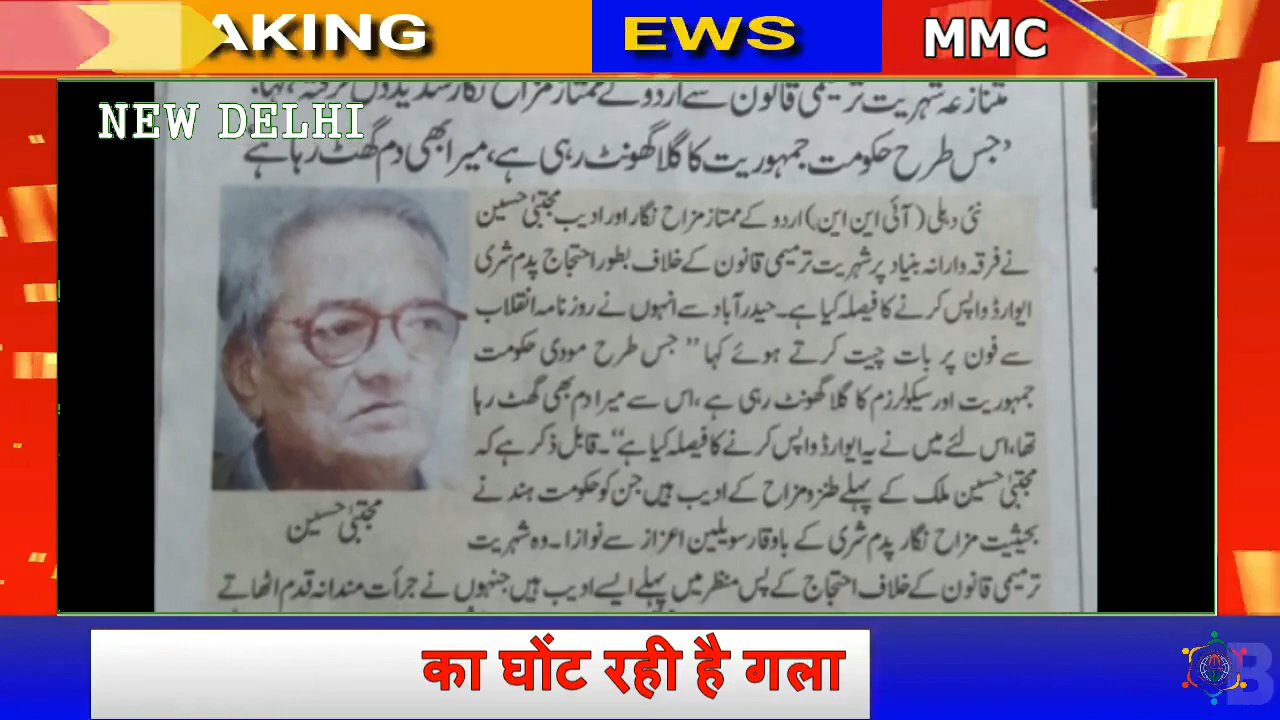 AKING
EWS
MMC
NEW DELHI
متنازعہ شہریت ترمیمی قانون سے اردو کے ممتاز مزاح نگار شدید
’جس طرح حکومت جمہوریت کا گلا گھونٹ رہی ہے، میرا بھی دم گھٹ رہا ہے
نئی دہلی (آئی این این) اردو کے ممتاز مزاح نگار اور ادیب مجتبیٰ حسین
نے فرقہ وارانہ بنیاد پر شہریت ترمیمی قانون کے خلاف بطور احتجاج پدم شری
ایوارڈ واپس کرنے کا فیصلہ کیا ہے۔ حیدرآباد سے انہوں نے روزنامہ انقلاب
سے فون پر بات چیت کرتے ہوئے کہا ’’جس طرح مودی حکومت
جمہوریت اور سیکولرزم کا گلا گھونٹ رہی ہے، اس سے میرا دم بھی گھٹ رہا
تھا، اس لئے میں نے یہ ایوارڈ واپس کرنے کا فیصلہ کیا ہے‘‘۔ قابل ذکر ہے کہ
مجتبیٰ حسین ملک کے پہلے طنز و مزاح کے ادیب ہیں جن کو حکومت ہند نے
بحیثیت مزاح نگار پدم شری کے باوقار سویلین اعزاز سے نوازا۔ وہ شہریت
ترمیمی قانون کے خلاف احتجاج کے پس منظر میں پہلے ایسے ادیب ہیں جنہوں نے جرأت مندانہ قدم اٹھاتے
مجتبیٰ حسین
का घोंट रही है गला
B